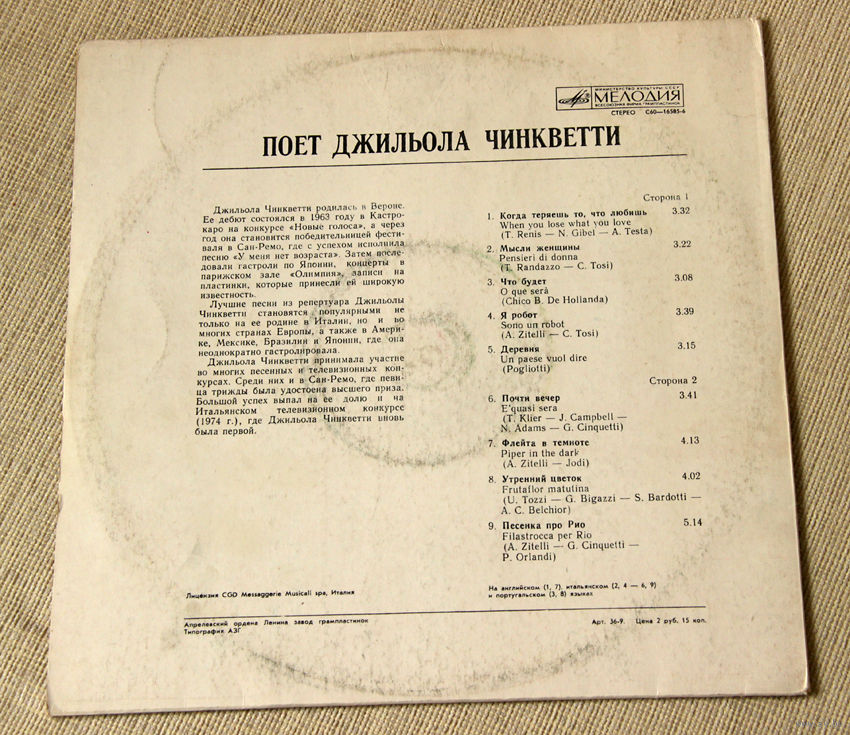 МИНИСТЕРСТВО КУЛЬТУРЫ СССР
МЕЛОДИЯ
ВСЕСОЮЗНАЯ ФИРМА ГРАМПЛАСТИНОК
СТЕРЕО С60—16585-6
ПОЕТ ДЖИЛЬОЛА ЧИНКВЕТТИ
Джильола Чинкветти родилась в Вероне.
Ее дебют состоялся в 1963 году в Кастро-
каро на конкурсе «Новые голоса», а через
год она становится победительницей фести-
валя в Сан-Ремо, где с успехом исполнила
песню «У меня нет возраста». Затем после-
довали гастроли по Японии, концерты в
парижском зале «Олимпия», записи на
пластинки, которые принесли ей широкую
известность.
Лучшие песни из репертуара Джильолы
Чинкветти становятся популярными не
только на ее родине в Италии, но и во
многих странах Европы, а также в Амери-
ке, Мексике, Бразилии и Японии, где она
неоднократно гастролировала.
Джильола Чинкветти принимала участие
во многих песенных и телевизионных кон-
курсах. Среди них и в Сан-Ремо, где певи-
ца трижды была удостоена высшего приза.
Большой успех выпал на ее долю и на
Итальянском телевизионном конкурсе
(1974 г.), где Джильола Чинкветти вновь
была первой.
Сторона 1
1. Когда теряешь то, что любишь 3.32
When you lose what you love
(T. Renis — N. Gibel — A. Testa)
2. Мысли женщины 3.22
Pensieri di donna
(T. Randazzo — C. Tosi)
3. Что будет 3.08
O que será
(Chico B. De Hollanda)
4. Я робот 3.39
Sono un robot
(A. Zitelli — C. Tosi)
5. Деревня 3.15
Un paese vuol dire
(Pogliotti)
Сторона 2
6. Почти вечер 3.41
E'quasi sera
(T. Klier — J. Campbell —
N. Adams — G. Cinquetti)
7. Флейта в темноте 4.13
Piper in the dark
(A. Zitelli — Jodi)
8. Утренний цветок 4.02
Frutaflor matutina
(U. Tozzi — G. Bigazzi — S. Bardotti —
A. C. Belchior)
9. Песенка про Рио 5.14
Filastrocca per Rio
(A. Zitelli — G. Cinquetti —
P. Orlandi)
Лицензия CGD Messaggerie Musicali spa, Италия
На английском (1, 7), итальянском (2, 4 — 6, 9)
и португальском (3, 8) языках
Апрелевский ордена Ленина завод грампластинок
Типография АЗГ
Арт. 36-9. Цена 2 руб. 15 коп.